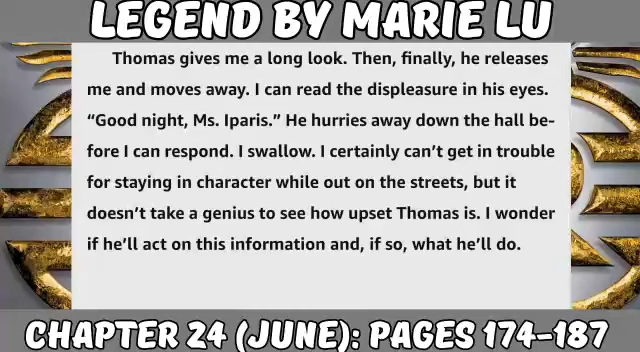 LEGEND BY MARIE LU
Thomas gives me a long look. Then, finally, he releases
me and moves away. I can read the displeasure in his eyes.
“Good night, Ms. Iparis.” He hurries away down the hall be-
fore I can respond. I swallow. I certainly can’t get in trouble
for staying in character while out on the streets, but it
doesn’t take a genius to see how upset Thomas is. I wonder
if he’ll act on this information and, if so, what he’ll do.
CHAPTER 24 (JUNE): PAGES 174-187